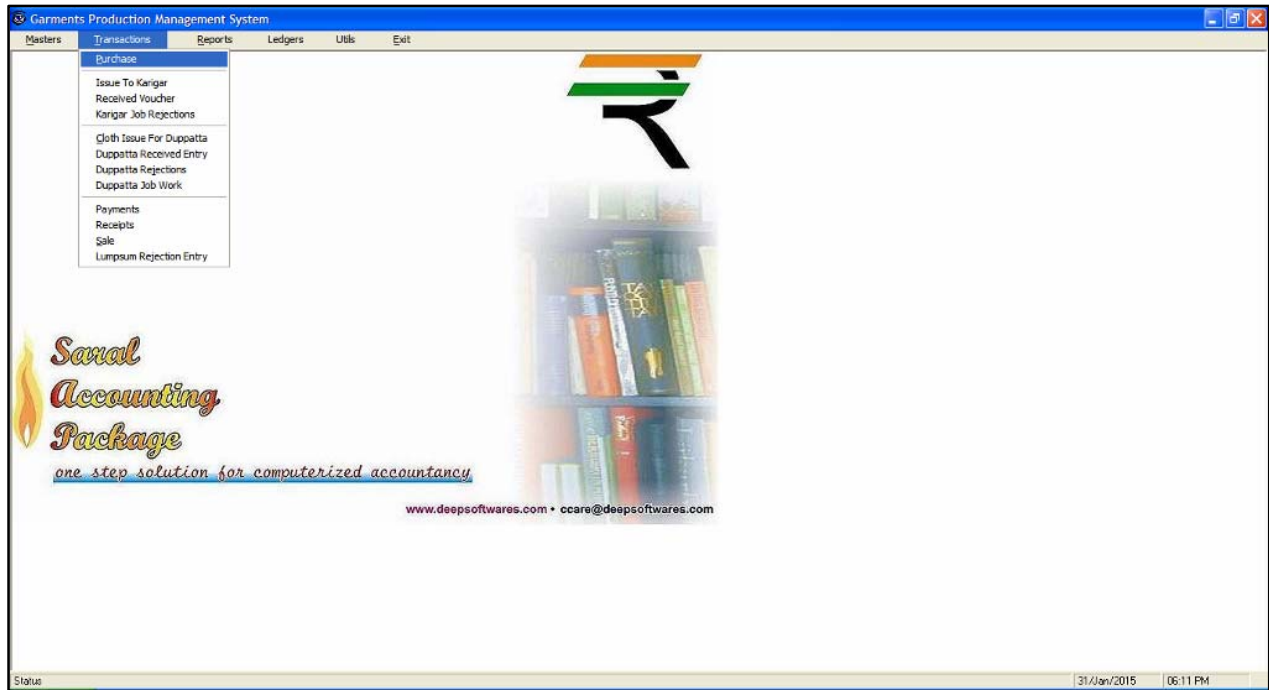 Garments Production Management System
Masters Transactions Reports Ledgers Utils Exit
Purchase
Issue To Karigar
Received Voucher
Karigar Job Rejections
Cloth Issue For Duppatta
Duppatta Received Entry
Duppatta Rejections
Duppatta Job Work
Payments
Receipts
Sale
Lumpsum Rejection Entry
Saral
Accounting
Package
one step solution for computerized accountancy
www.deepsoftwares.com • ccare@deepsoftwares.com
Status 31/Jan/2015 06:11 PM